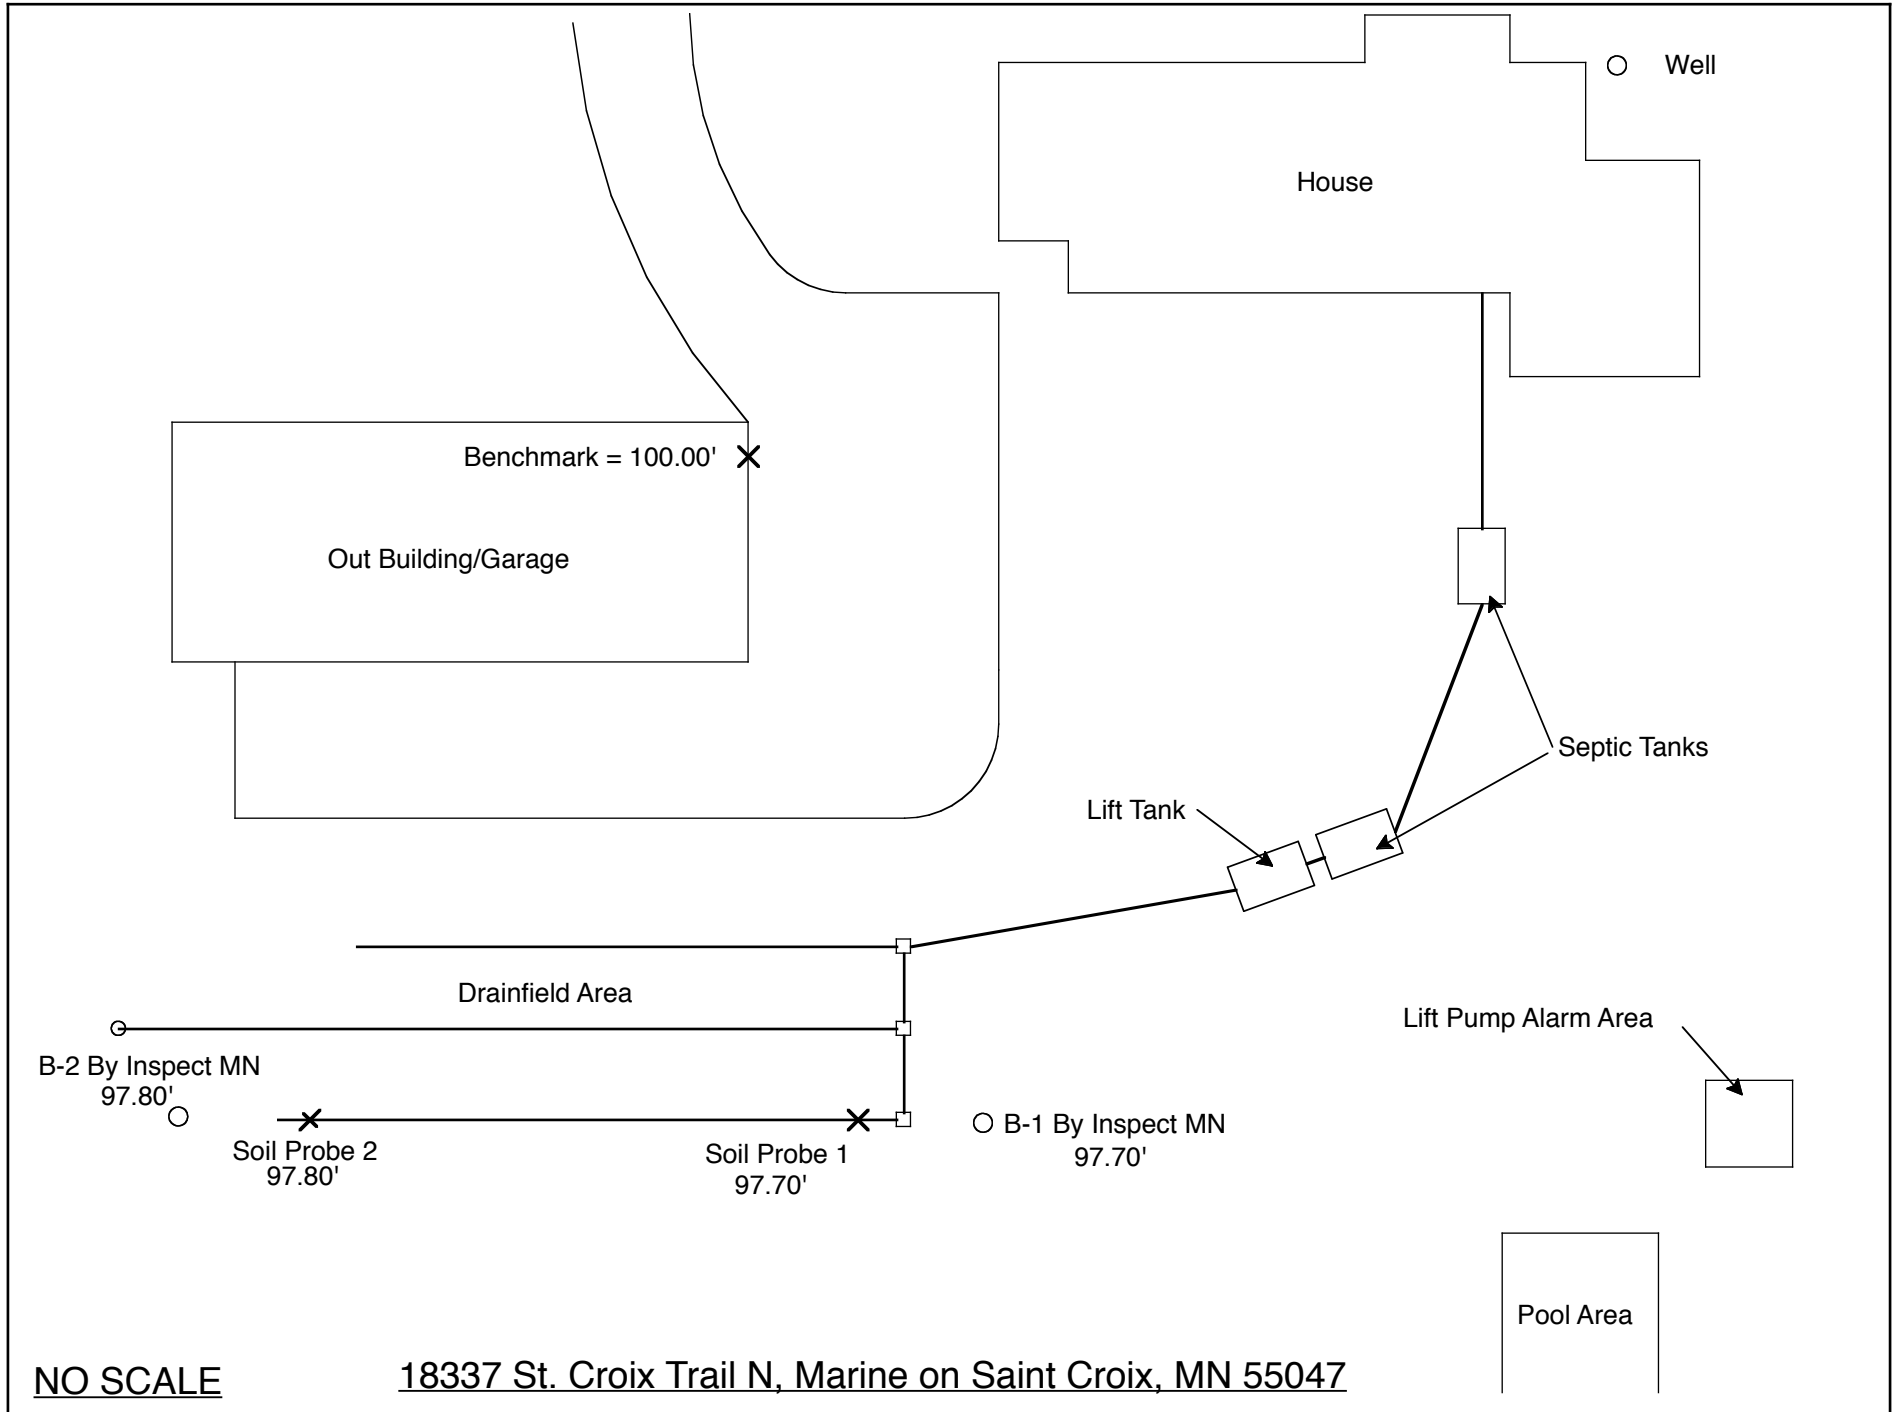 Well
House
Benchmark = 100.00'
Out Building/Garage
Septic Tanks
Lift Tank
Drainfield Area
Lift Pump Alarm Area
B-2 By Inspect MN
97.80'
B-1 By Inspect MN
97.70'
Soil Probe 2
97.80'
Soil Probe 1
97.70'
Pool Area
NO SCALE
18337 St. Croix Trail N, Marine on Saint Croix, MN 55047